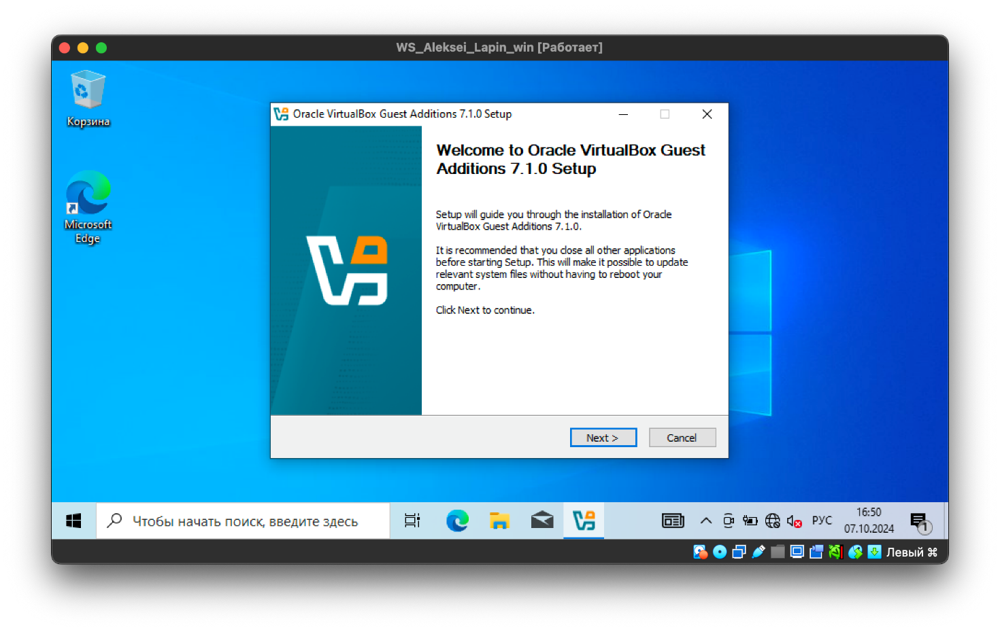 WS_Aleksei_Lapin_win [Работает]
Корзина
Microsoft
Edge
Oracle VirtualBox Guest Additions 7.1.0 Setup
Welcome to Oracle VirtualBox Guest
Additions 7.1.0 Setup
Setup will guide you through the installation of Oracle
VirtualBox Guest Additions 7.1.0.
It is recommended that you close all other applications
before starting Setup. This will make it possible to update
relevant system files without having to reboot your
computer.
Click Next to continue.
Next >
Cancel
Чтобы начать поиск, введите здесь
РУС
16:50
07.10.2024
1
Левый ⌘